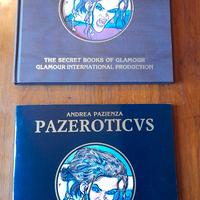 THE SECRET BOOKS OF GLAMOUR
GLAMOUR INTERNATIONAL PRODUCTION
ANDREA PAZIENZA
PAZEROTICVS